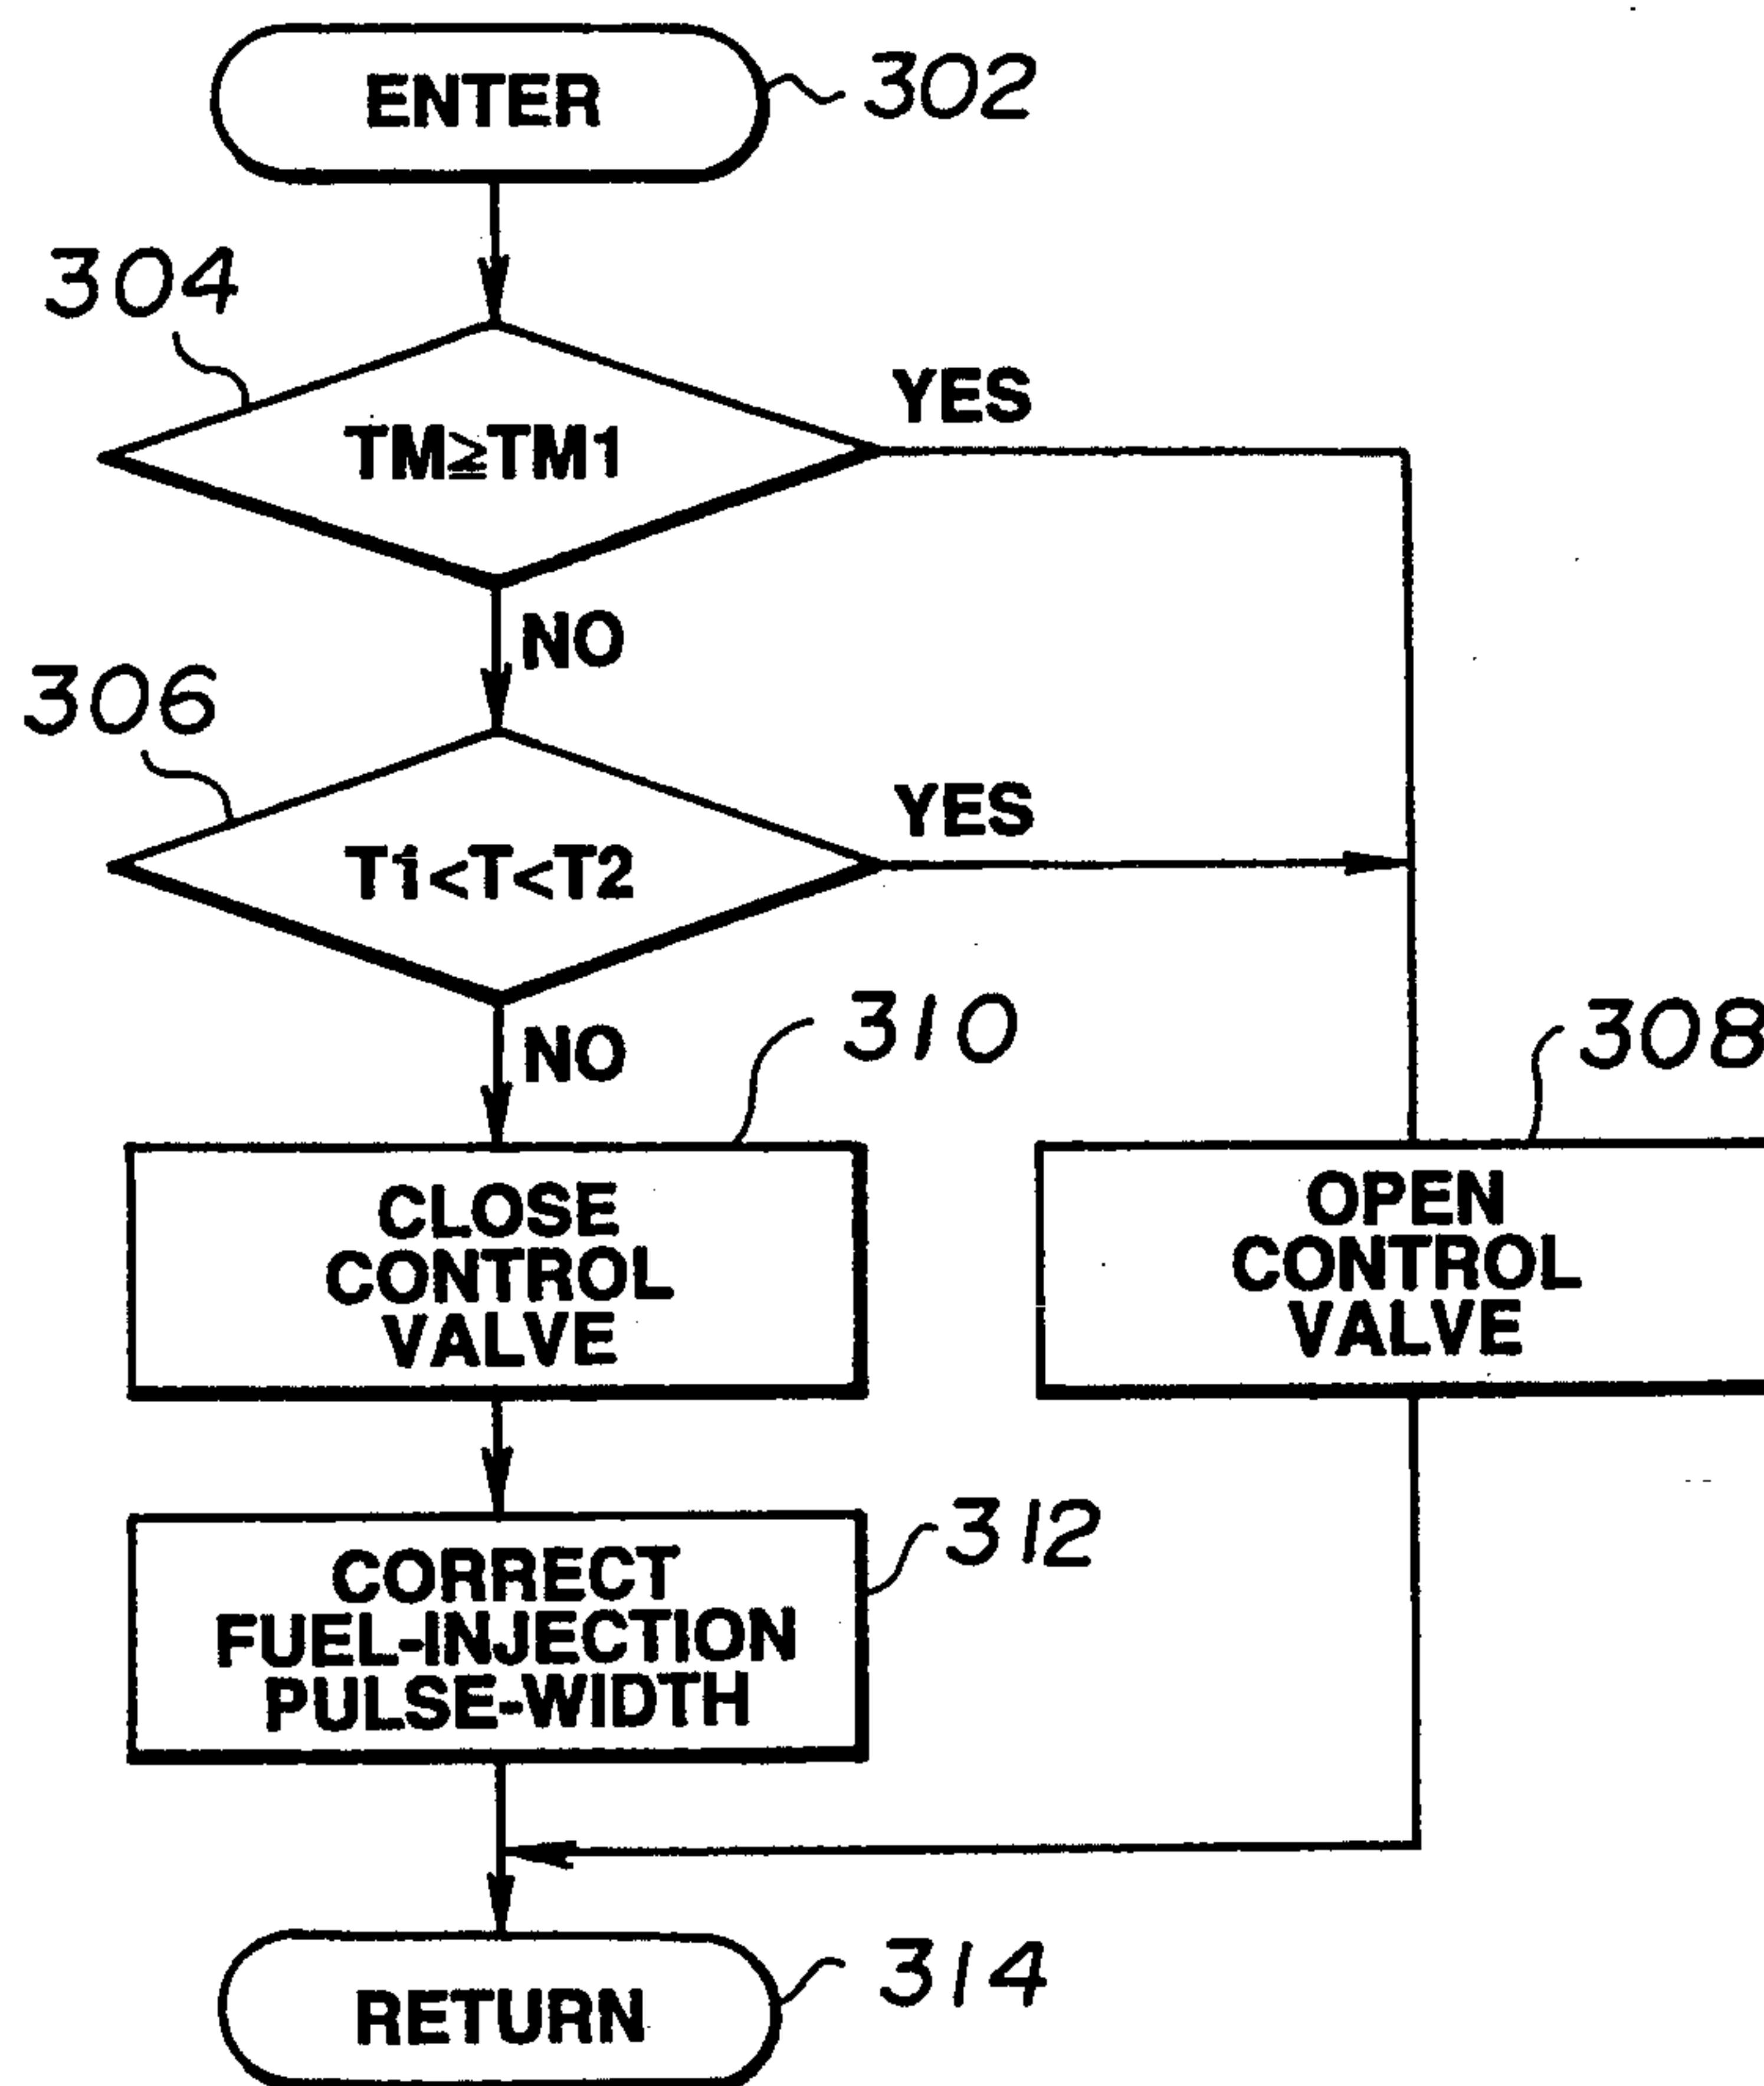 ENTER
302
304
TM≧TM1
YES
NO
306
Ti<T<T2
YES
NO
310
308
CLOSE
CONTROL
VALVE
OPEN
CONTROL
VALVE
312
CORRECT
FUEL-INJECTION
PULSE-WIDTH
RETURN
314